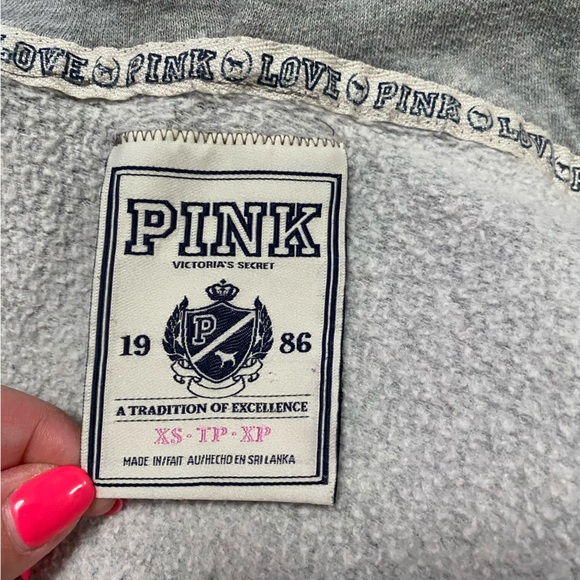 LOVE PINK LOVE PINK LOVE
PINK
VICTORIA'S SECRET
P
19 86
A TRADITION OF EXCELLENCE
XS·TP·XP
MADE IN/FAIT AU/HECHO EN SRI LANKA